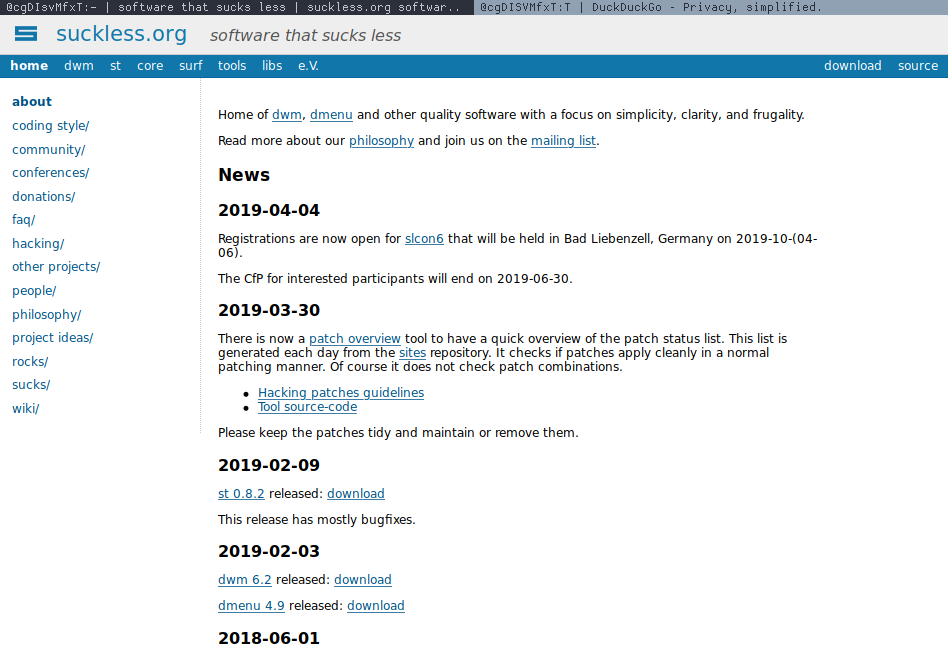 @cgDISvMfxT:- | software that sucks less | suckless.org softwar..
@cgDISVMfxT:T | DuckDuckGo - Privacy, simplified.
suckless.org software that sucks less
home dwm st core surf tools libs e.V. download source
about
coding style/
community/
conferences/
donations/
faq/
hacking/
other projects/
people/
philosophy/
project ideas/
rocks/
sucks/
wiki/
Home of dwm, dmenu and other quality software with a focus on simplicity, clarity, and frugality.
Read more about our philosophy and join us on the mailing list.
News
2019-04-04
Registrations are now open for slcon6 that will be held in Bad Liebenzell, Germany on 2019-10-(04-
06).
The CfP for interested participants will end on 2019-06-30.
2019-03-30
There is now a patch overview tool to have a quick overview of the patch status list. This list is
generated each day from the sites repository. It checks if patches apply cleanly in a normal
patching manner. Of course it does not check patch combinations.
Hacking patches guidelines
Tool source-code
Please keep the patches tidy and maintain or remove them.
2019-02-09
st 0.8.2 released: download
This release has mostly bugfixes.
2019-02-03
dwm 6.2 released: download
dmenu 4.9 released: download
2018-06-01